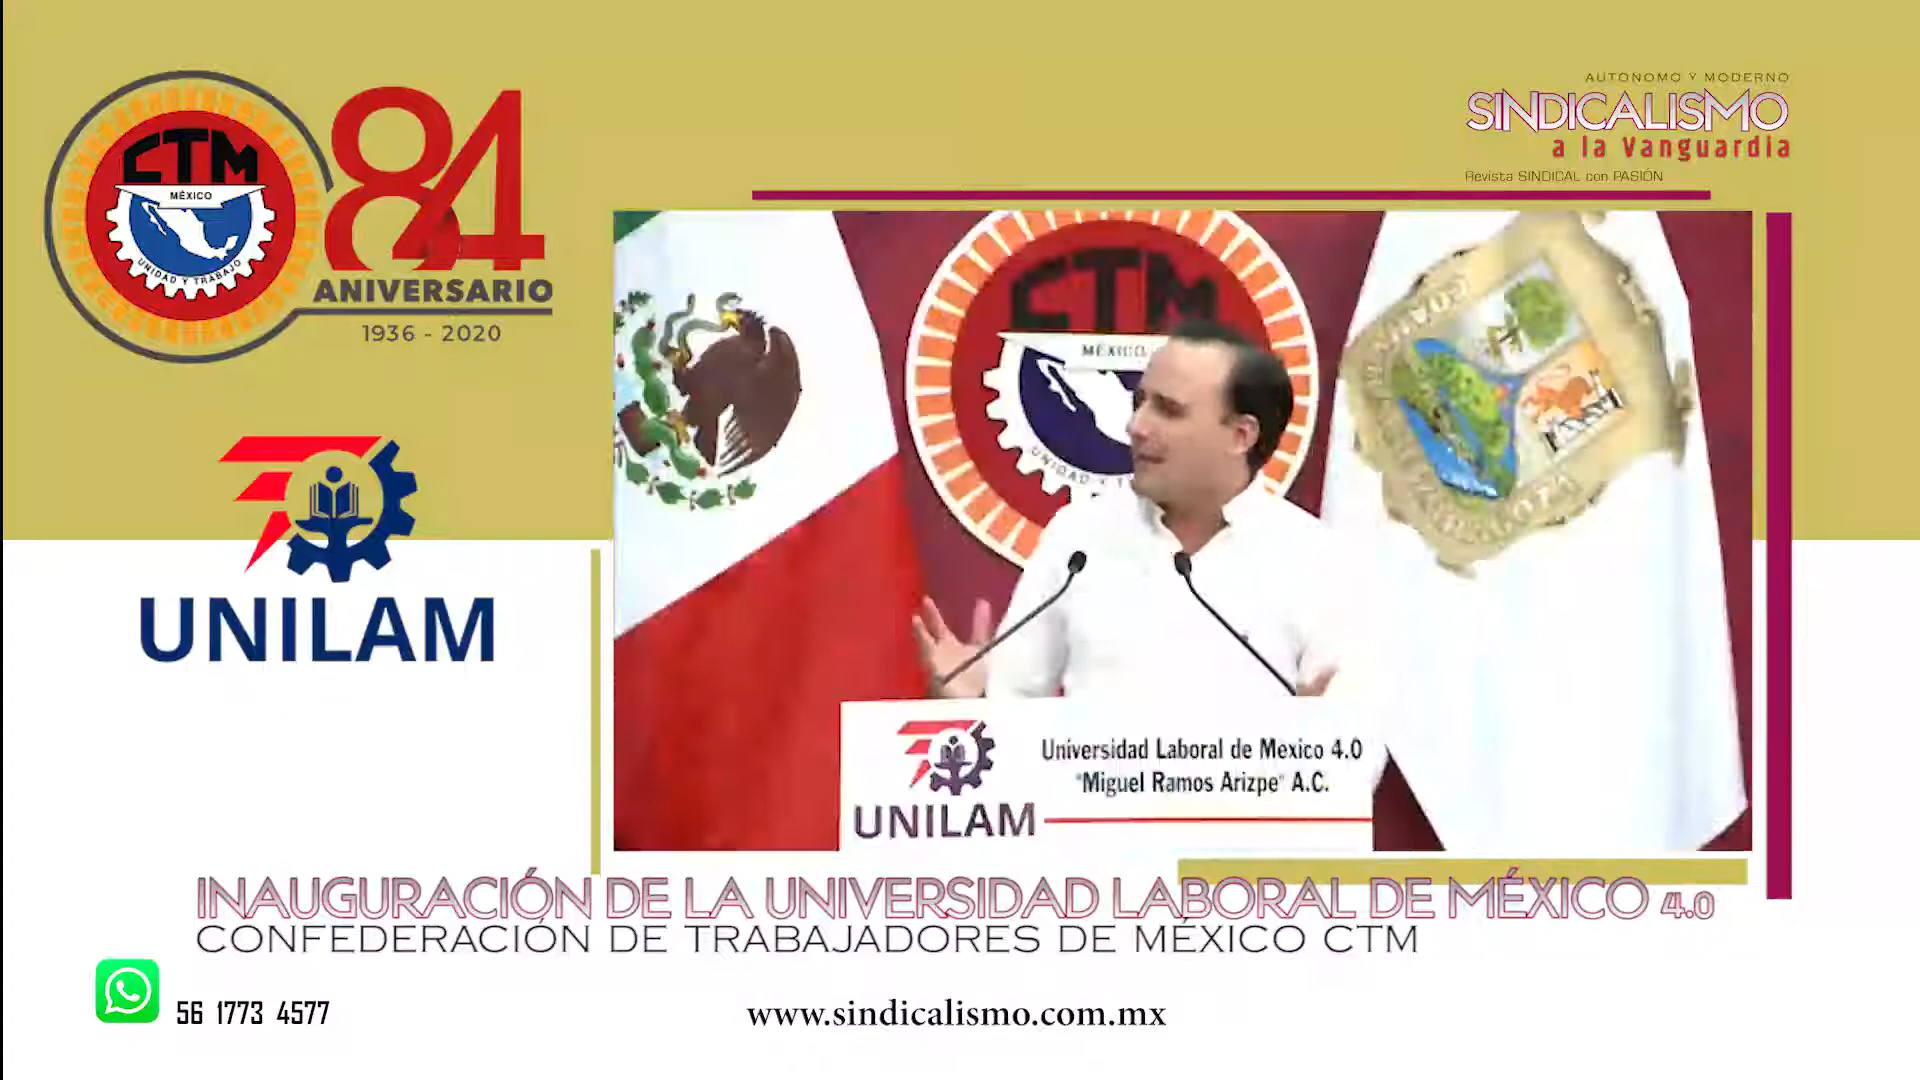 AUTONOMO Y MODERNO
SINDICALISMO
a la Vanguardia
Revista SINDICAL con PASIÓN
CTM
MÉXICO
UNIDAD Y TRABAJO
84
ANIVERSARIO
1936 - 2020
CTM
MÉXICO
UNIDAD Y
UNILAM
Universidad Laboral de Mexico 4.0
"Miguel Ramos Arizpe" A.C.
UNILAM
INAUGURACIÓN DE LA UNIVERSIDAD LABORAL DE MÉXICO 4.0
CONFEDERACIÓN DE TRABAJADORES DE MÉXICO CTM
56 1773 4577
www.sindicalismo.com.mx